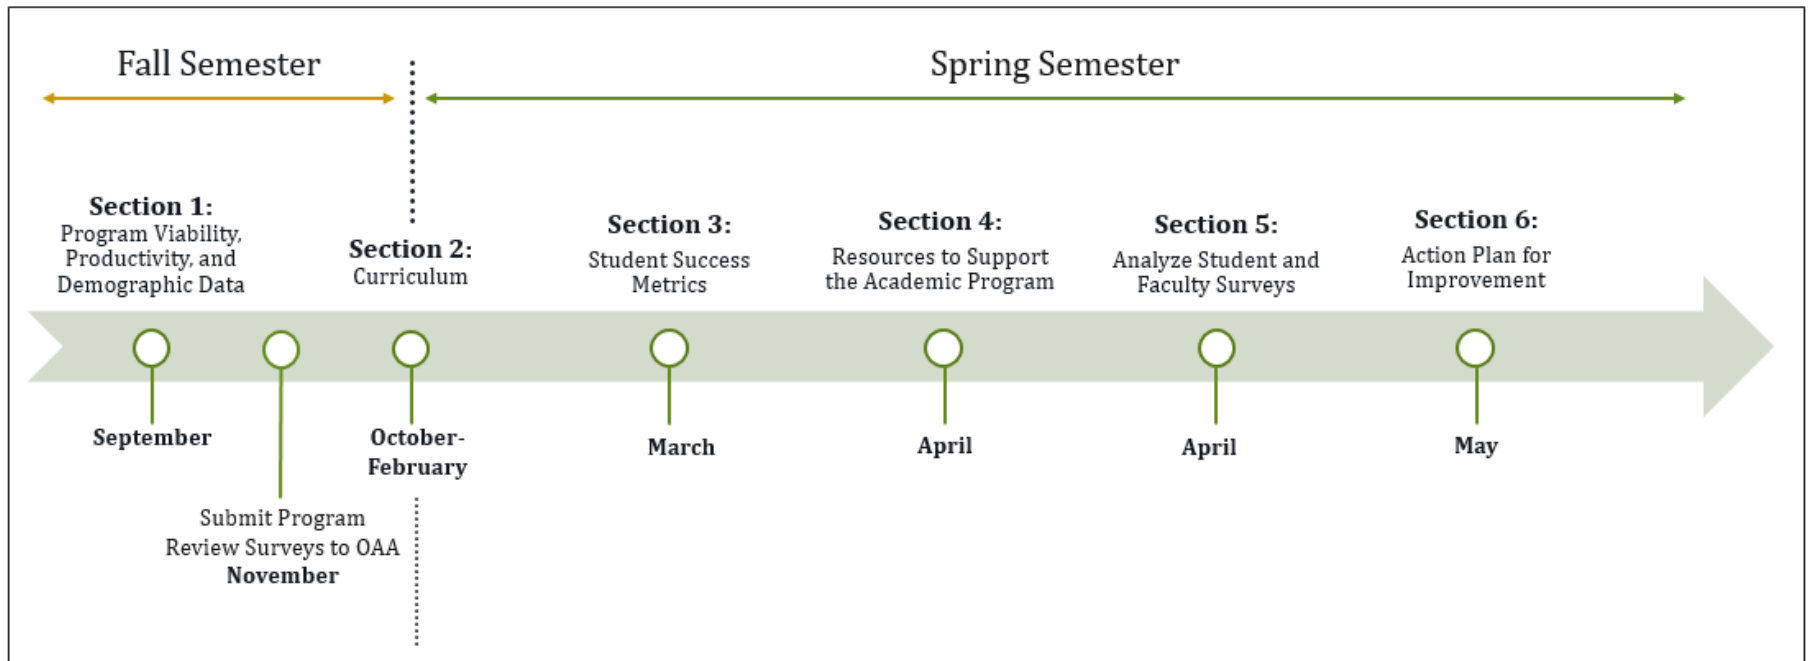 Fall Semester
Spring Semester
Section 1:
Program Viability,
Productivity, and
Demographic Data
Section 2:
Curriculum
Section 3:
Student Success
Metrics
Section 4:
Resources to Support
the Academic Program
Section 5:
Analyze Student and
Faculty Surveys
Section 6:
Action Plan for
Improvement
September
Submit Program
Review Surveys to OAA
November
October-
February
March
April
April
May